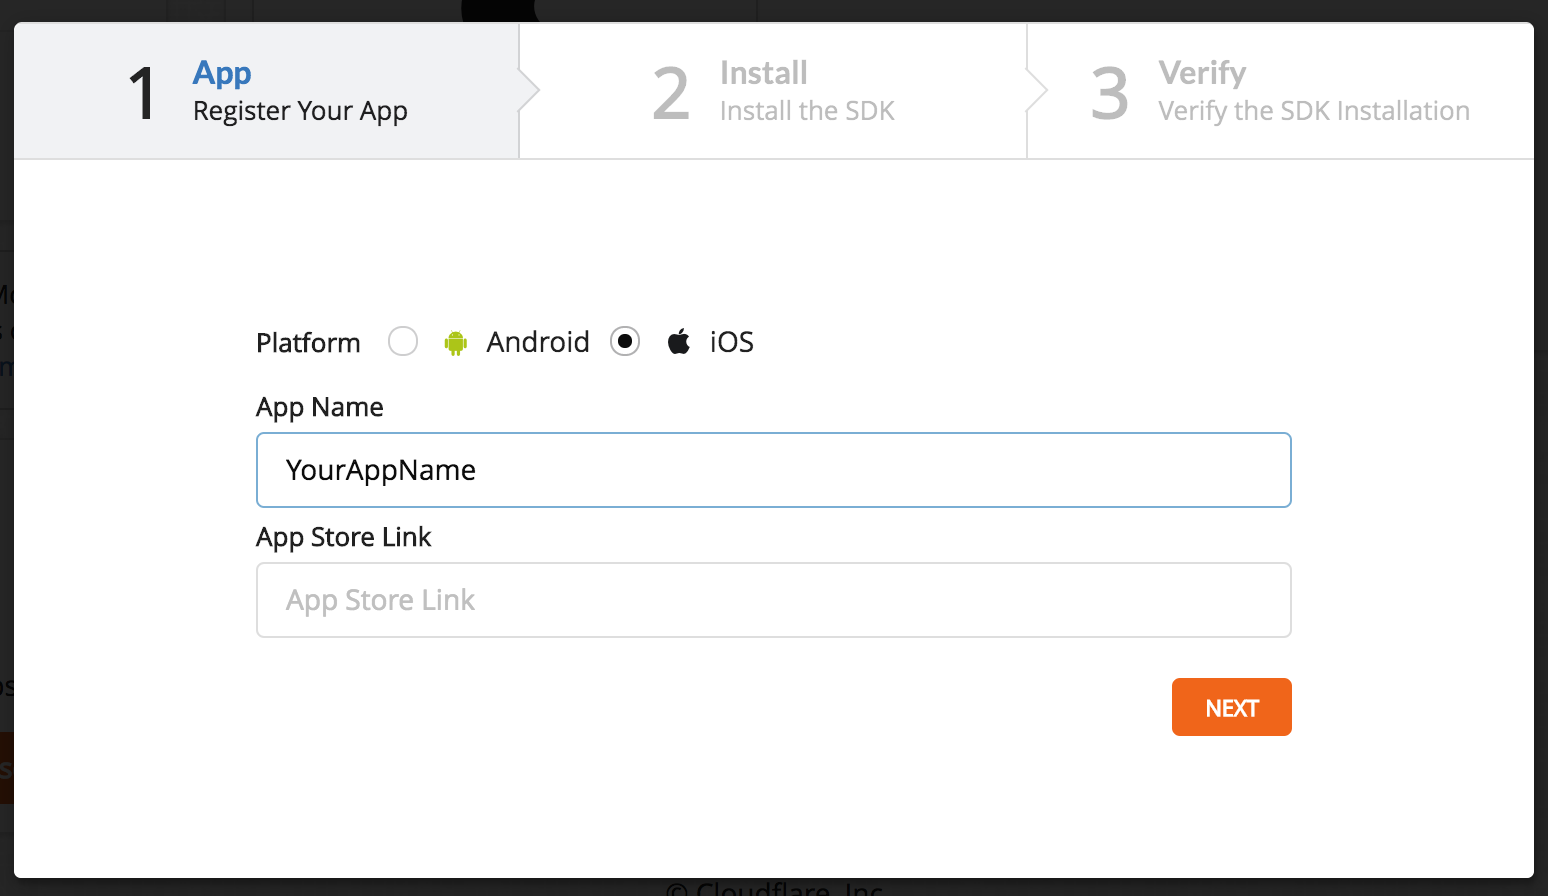 1 App
Register Your App
2 Install
Install the SDK
3 Verify
Verify the SDK Installation
Platform Android iOS
App Name
YourAppName
App Store Link
App Store Link
NEXT
© Cloudflare, Inc.